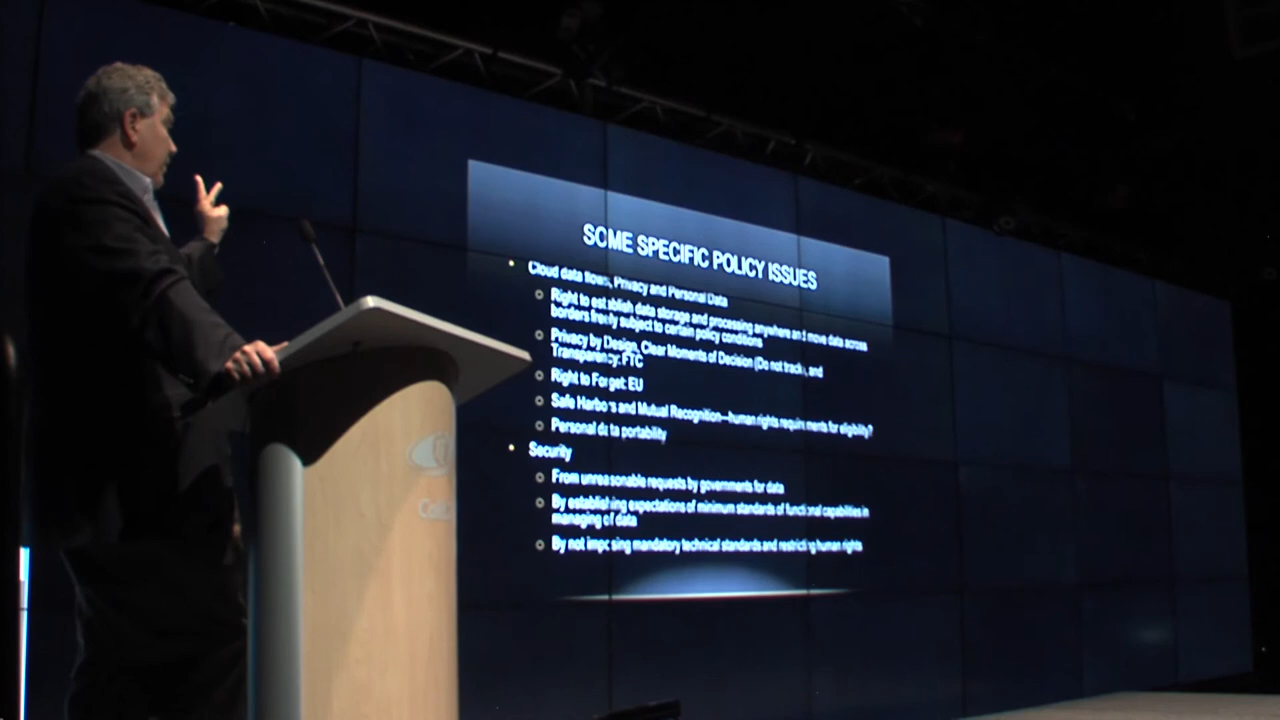 SOME SPECIFIC POLICY ISSUES
• Cloud data flows, Privacy and Personal Data
Right to establish data storage and processing anywhere and move data across
borders freely subject to certain policy conditions
Privacy by Design, Clear Moments of Decision (Do not track, and
Transparency: FTC
Right to Forget: EU
Safe Harbors and Mutual Recognition—human rights requirements for eligibility?
Personal data portability
• Security
From unreasonable requests by governments for data
By establishing expectations of minimum standards of functional capabilities in
managing of data
By not imposing mandatory technical standards and restricting human rights